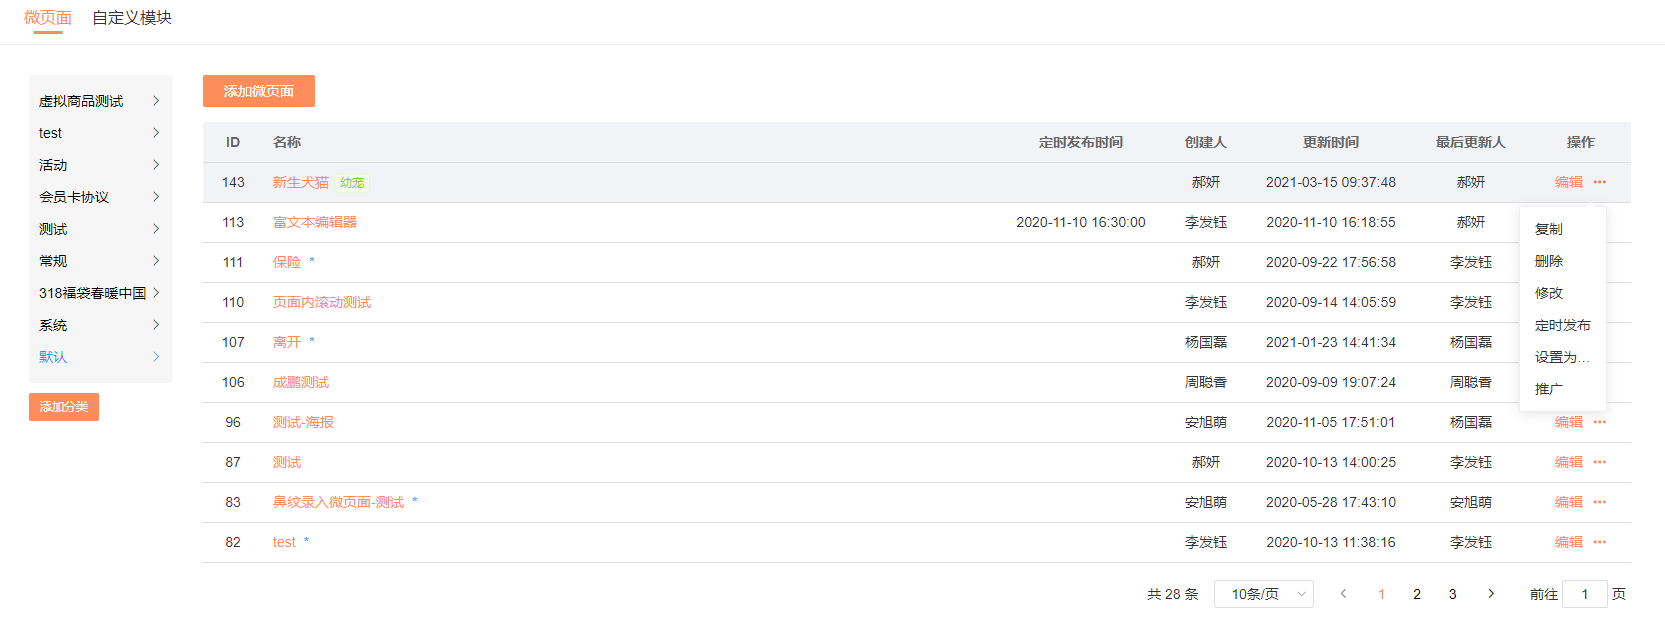 微页面 自定义模块
虚拟商品测试
test
活动
会员卡协议
测试
常规
318福袋春暖中国
系统
默认
添加分类
添加微页面
ID 名称 定时发布时间 创建人 更新时间 最后更新人 操作
143 新生犬猫 幼宠 郝妍 2021-03-15 09:37:48 郝妍 编辑 ···
113 富文本编辑器 2020-11-10 16:30:00 李发钰 2020-11-10 16:18:55 郝妍
111 保险 * 郝妍 2020-09-22 17:56:58 李发钰
110 页面内滚动测试 李发钰 2020-09-14 14:05:59 李发钰
107 离开 * 杨国磊 2021-01-23 14:41:34 杨国磊
106 成鹏测试 周聪香 2020-09-09 19:07:24 周聪香
96 测试-海报 安旭萌 2020-11-05 17:51:01 杨国磊 编辑 ···
87 测试 郝妍 2020-10-13 14:00:25 李发钰 编辑 ···
83 鼻纹录入微页面-测试 * 安旭萌 2020-05-28 17:43:10 安旭萌 编辑 ···
82 test * 李发钰 2020-10-13 11:38:16 李发钰 编辑 ···
复制
删除
修改
定时发布
设置为...
推广
共 28 条 10条/页 1 2 3 前往 1 页